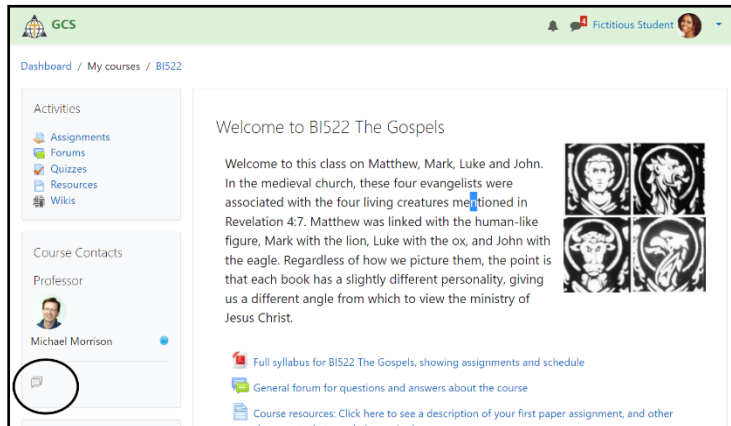 GCS
4
Fictitious Student
Dashboard / My courses / BI522
Activities
Assignments
Forums
Quizzes
Resources
Wikis
Course Contacts
Professor
Michael Morrison
Welcome to BI522 The Gospels
Welcome to this class on Matthew, Mark, Luke and John.
In the medieval church, these four evangelists were
associated with the four living creatures mentioned in
Revelation 4:7. Matthew was linked with the human-like
figure, Mark with the lion, Luke with the ox, and John with
the eagle. Regardless of how we picture them, the point is
that each book has a slightly different personality, giving
us a different angle from which to view the ministry of
Jesus Christ.
Full syllabus for BI522 The Gospels, showing assignments and schedule
General forum for questions and answers about the course
Course resources: Click here to see a description of your first paper assignment, and other